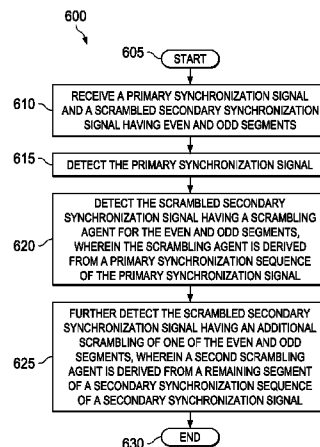 600
605
START
610
RECEIVE A PRIMARY SYNCHRONIZATION SIGNAL
AND A SCRAMBLED SECONDARY SYNCHRONIZATION
SIGNAL HAVING EVEN AND ODD SEGMENTS
615
DETECT THE PRIMARY SYNCHRONIZATION SIGNAL
620
DETECT THE SCRAMBLED SECONDARY
SYNCHRONIZATION SIGNAL HAVING A SCRAMBLING
AGENT FOR THE EVEN AND ODD SEGMENTS,
WHEREIN THE SCRAMBLING AGENT IS DERIVED
FROM A PRIMARY SYNCHRONIZATION SEQUENCE
OF THE PRIMARY SYNCHRONIZATION SIGNAL
625
FURTHER DETECT THE SCRAMBLED SECONDARY
SYNCHRONIZATION SIGNAL HAVING AN ADDITIONAL
SCRAMBLING OF ONE OF THE EVEN AND ODD
SEGMENTS, WHEREIN A SECOND SCRAMBLING
AGENT IS DERIVED FROM A REMAINING SEGMENT
OF A SECONDARY SYNCHRONIZATION SEQUENCE
OF A SECONDARY SYNCHRONIZATION SIGNAL
630
END